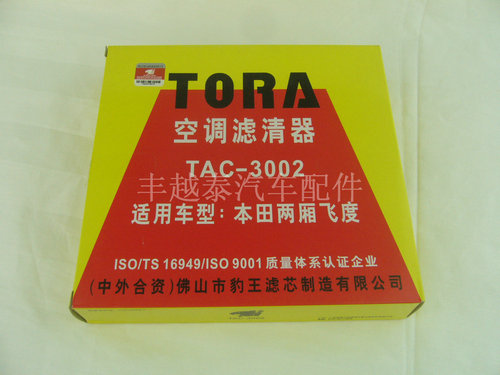 TORA
空调滤清器
TAC-3002
丰越泰汽车配件
适用车型：本田两厢飞度
ISO/TS 16949/ISO 9001 质量体系认证企业
(中外合资)佛山市豹王滤芯制造有限公司
TAC-3002